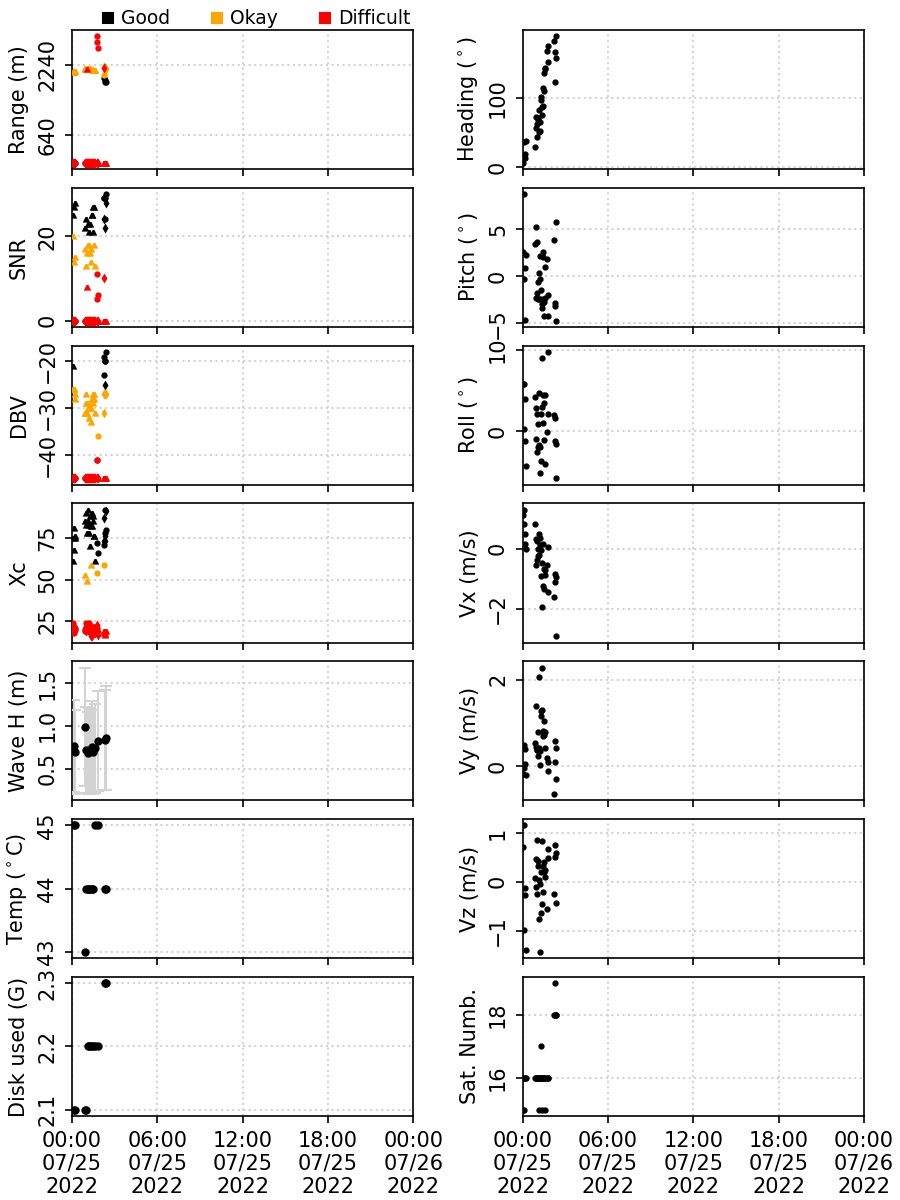 Good Okay Difficult
Range (m)
2240
640
Heading (°)
100
0
SNR
20
0
Pitch (°)
5
0
−5
DBV
−20
−30
−40
Roll (°)
10
0
Xc
75
50
25
Vx (m/s)
0
−2
Wave H (m)
1.5
1.0
0.5
Vy (m/s)
2
0
Temp (°C)
45
44
43
Vz (m/s)
1
0
−1
Disk used (G)
2.3
2.2
2.1
Sat. Numb.
18
16
00:00 06:00 12:00 18:00 00:00
07/25 07/25 07/25 07/25 07/26
2022 2022 2022 2022 2022
00:00 06:00 12:00 18:00 00:00
07/25 07/25 07/25 07/25 07/26
2022 2022 2022 2022 2022